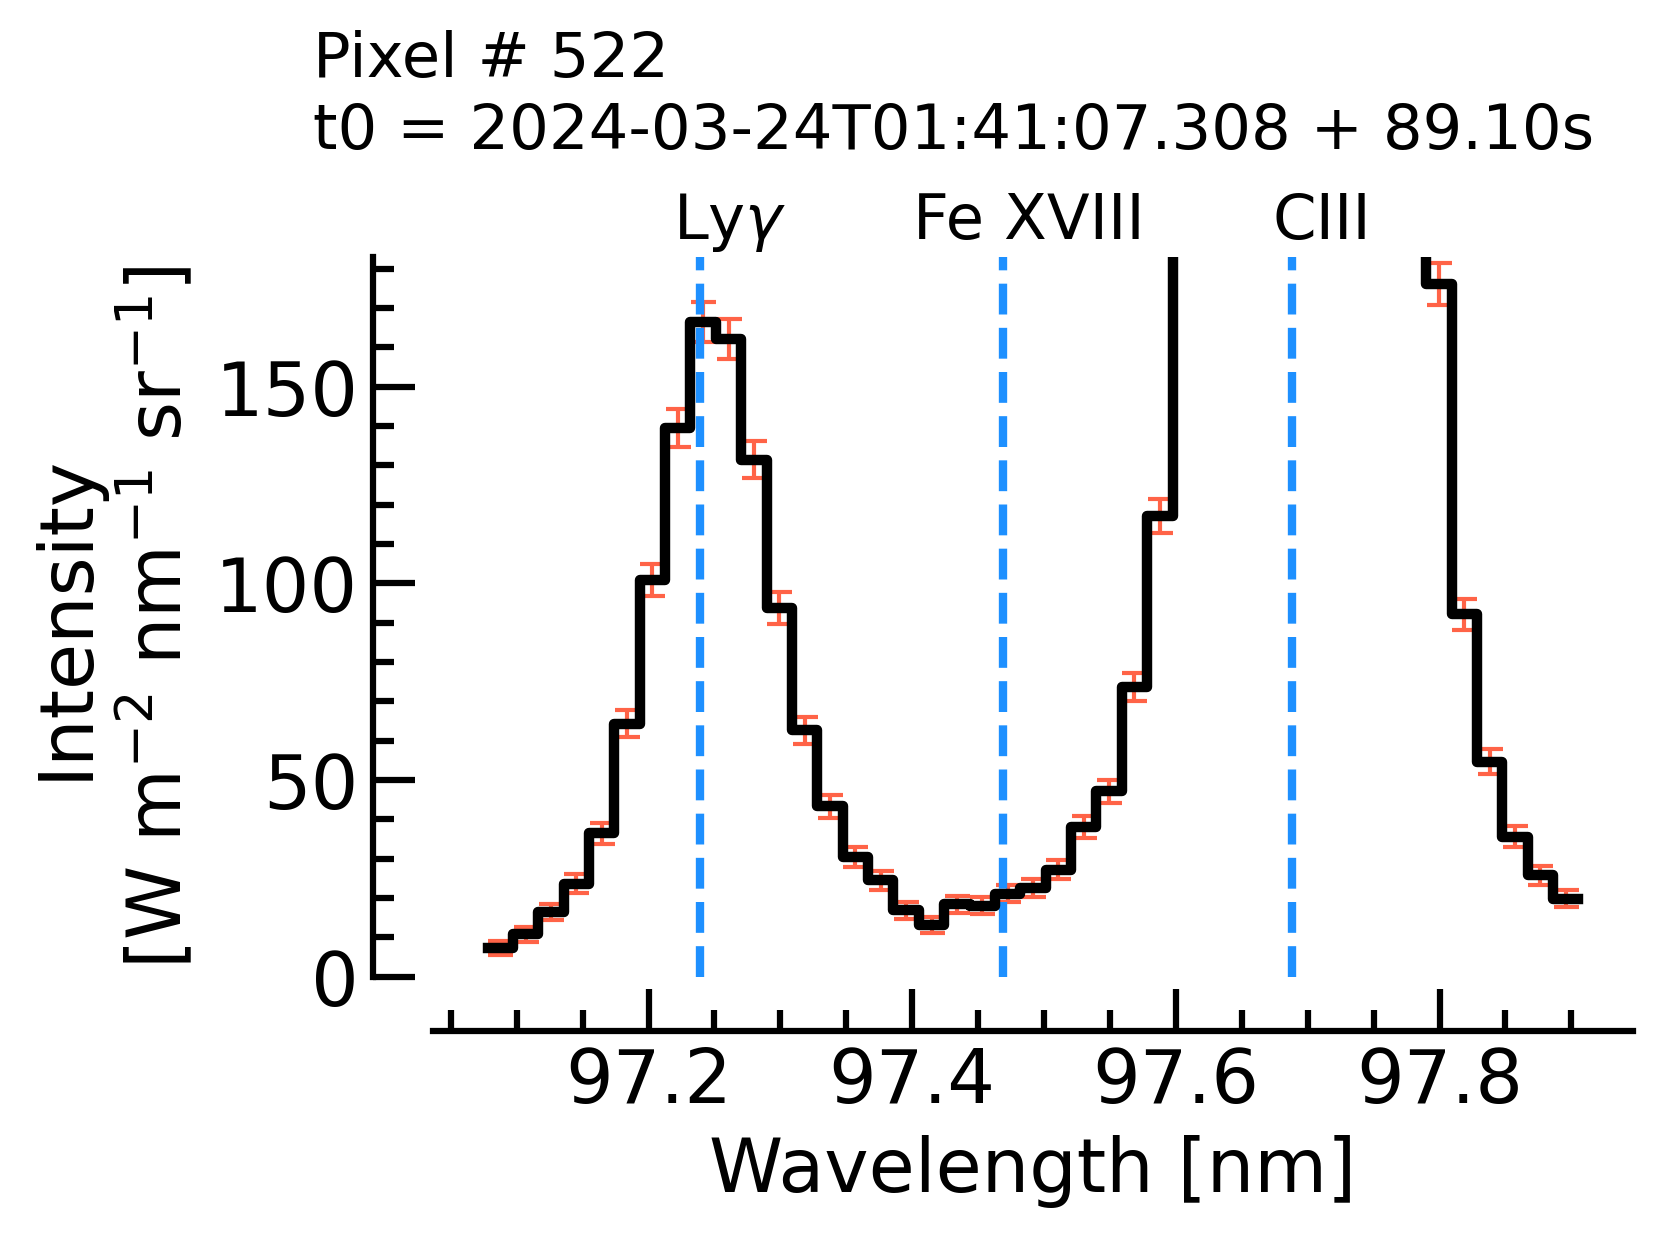 Pixel # 522
t0 = 2024-03-24T01:41:07.308 + 89.10s
Lyγ Fe XVIII CIII
Intensity
[W m⁻² nm⁻¹ sr⁻¹]
150
100
50
0
97.2 97.4 97.6 97.8
Wavelength [nm]